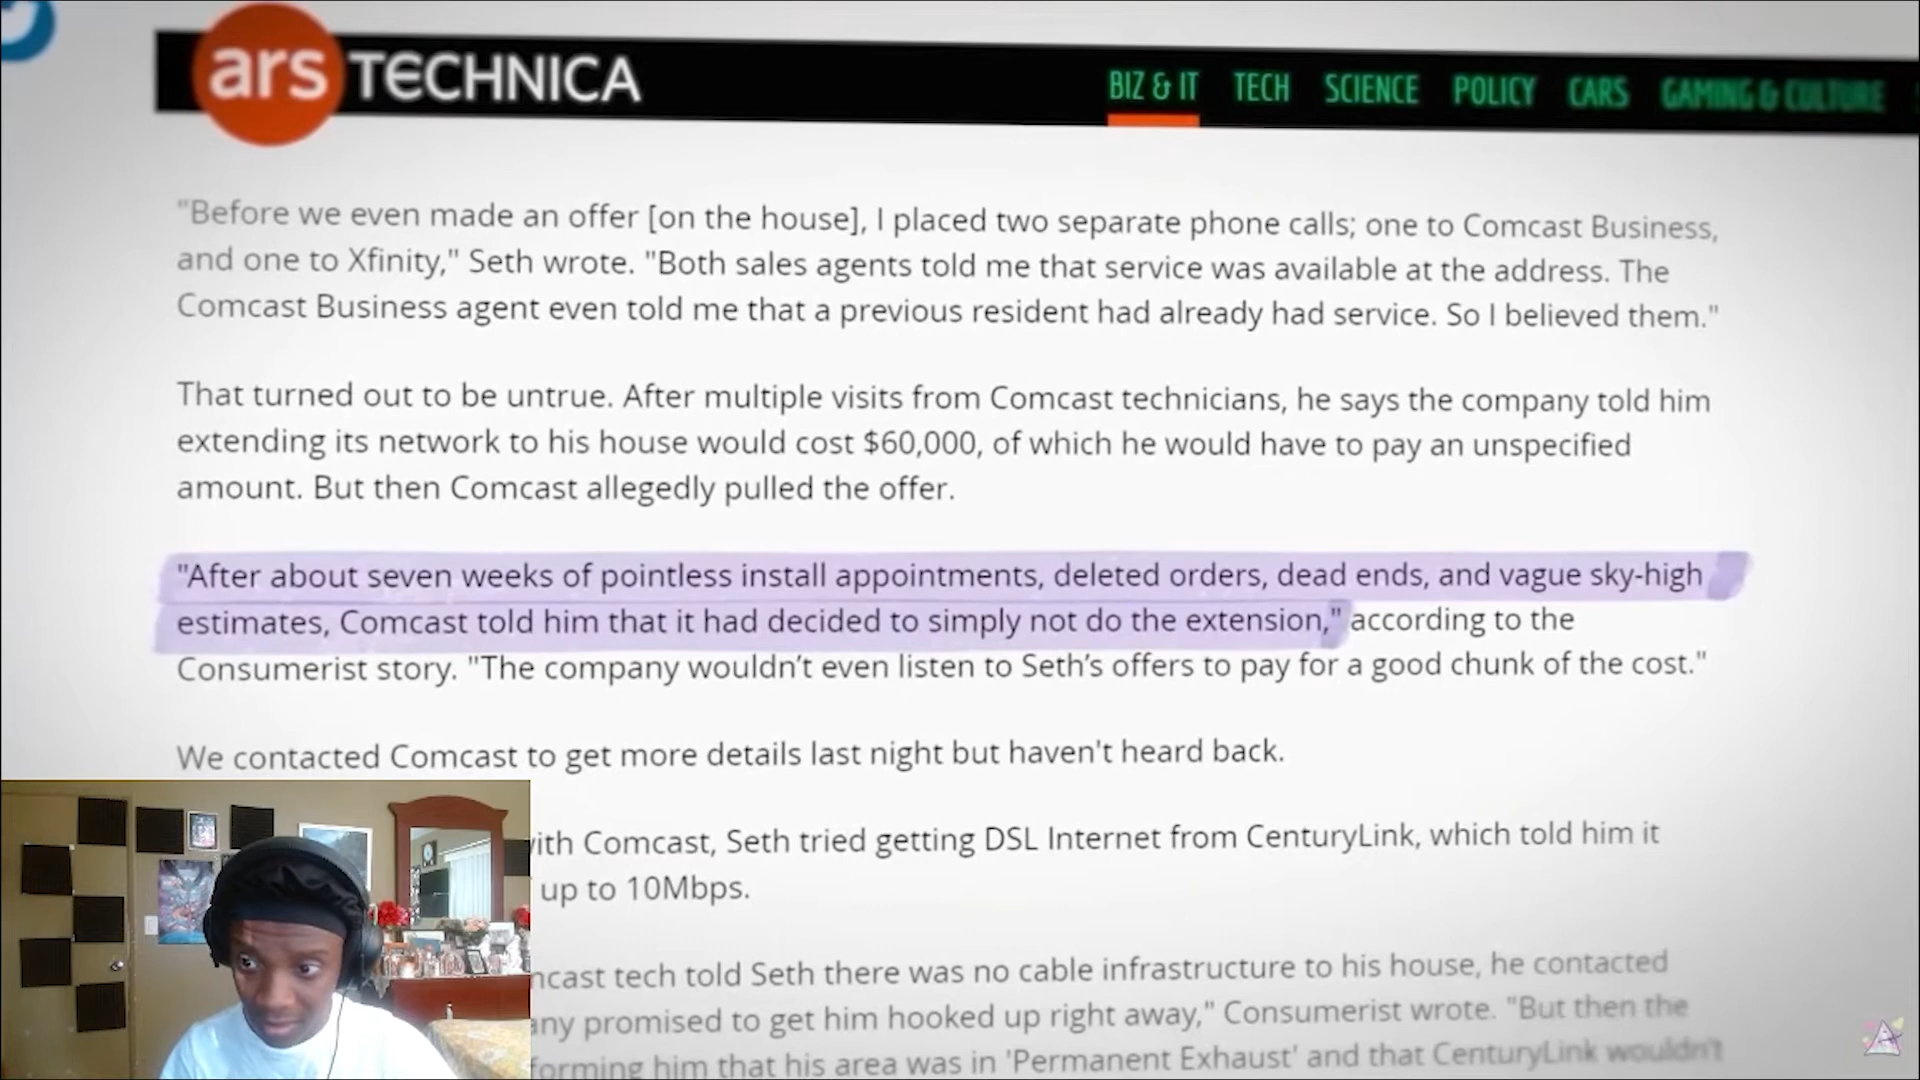 ars TECHNICA
BIZ & IT TECH SCIENCE POLICY CARS GAMING & CULTURE
"Before we even made an offer [on the house], I placed two separate phone calls; one to Comcast Business,
and one to Xfinity," Seth wrote. "Both sales agents told me that service was available at the address. The
Comcast Business agent even told me that a previous resident had already had service. So I believed them."
That turned out to be untrue. After multiple visits from Comcast technicians, he says the company told him
extending its network to his house would cost $60,000, of which he would have to pay an unspecified
amount. But then Comcast allegedly pulled the offer.
"After about seven weeks of pointless install appointments, deleted orders, dead ends, and vague sky-high
estimates, Comcast told him that it had decided to simply not do the extension," according to the
Consumerist story. "The company wouldn't even listen to Seth's offers to pay for a good chunk of the cost."
We contacted Comcast to get more details last night but haven't heard back.
ith Comcast, Seth tried getting DSL Internet from CenturyLink, which told him it
up to 10Mbps.
ncast tech told Seth there was no cable infrastructure to his house, he contacted
any promised to get him hooked up right away," Consumerist wrote. "But then the
forming him that his area was in 'Permanent Exhaust' and that CenturyLink wouldn't